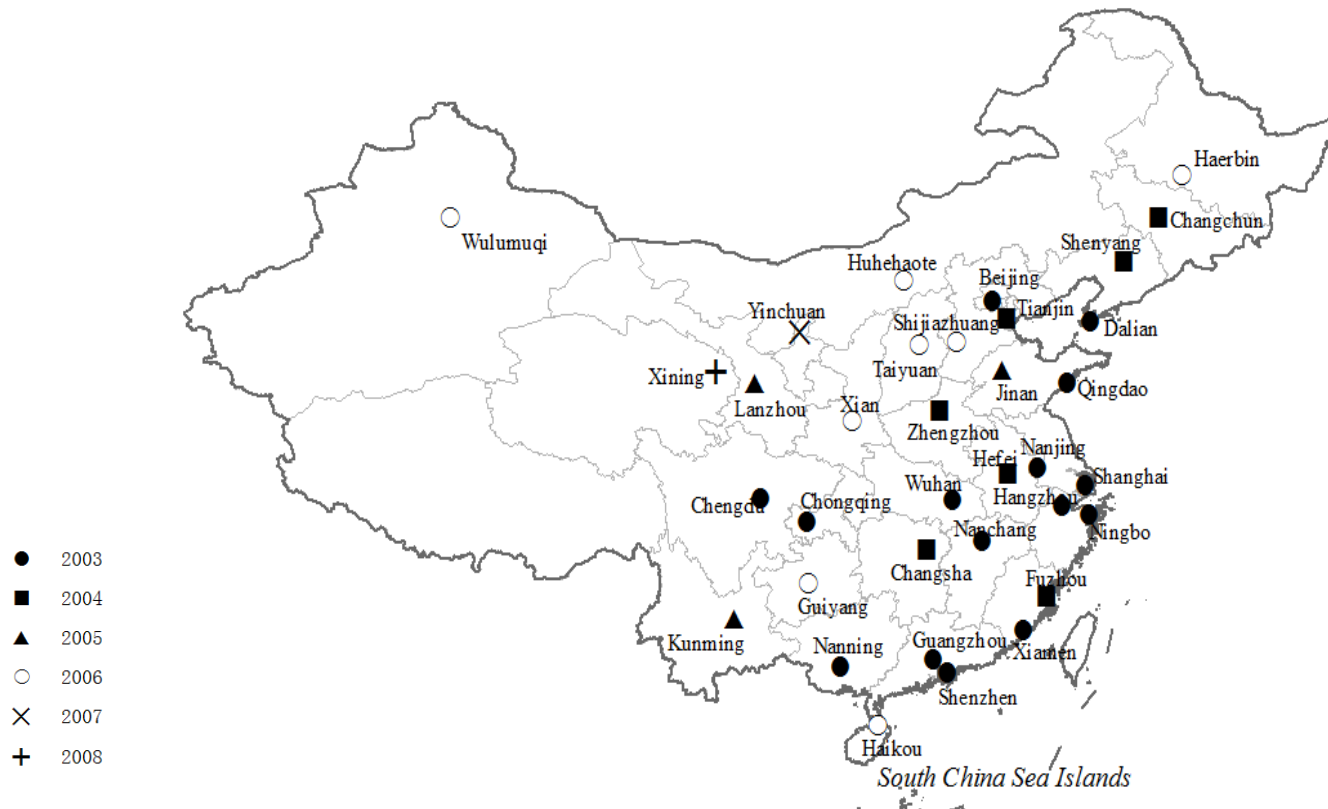 Haerbin
Changchun
Wulumuqi
Shenyang
Huhehaote
Beijing
Yinchuan
Tianjin
Shijiazhuang
Dalian
Taiyuan
Xining
Jinan
Qingdao
Lanzhou
Xian
Zhengzhou
Nanjing
Hefei
Shanghai
Wuhan
Hangzhou
Chengdu
Chongqing
Nanchang
Ningbo
Changsha
Fuzhou
Guiyang
Kunming
Nanning
Guangzhou
Xiamen
Shenzhen
Haikou
South China Sea Islands
2003
2004
2005
2006
2007
2008